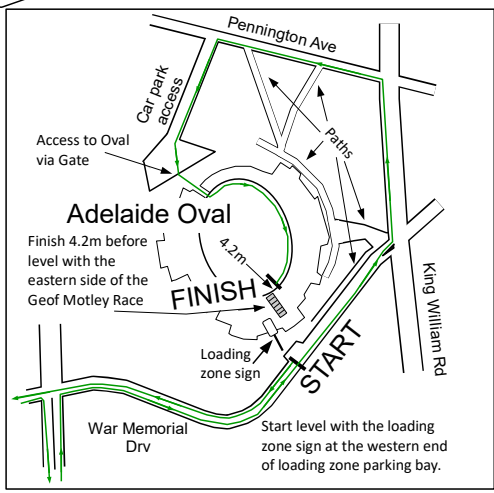 Pennington Ave
Car park
access
Paths
Access to Oval
via Gate
Adelaide Oval
Finish 4.2m before
level with the
eastern side of the
Geof Motley Race
4.2m
FINISH
King William Rd
Loading
zone sign
START
War Memorial
Drv
Start level with the loading
zone sign at the western end
of loading zone parking bay.